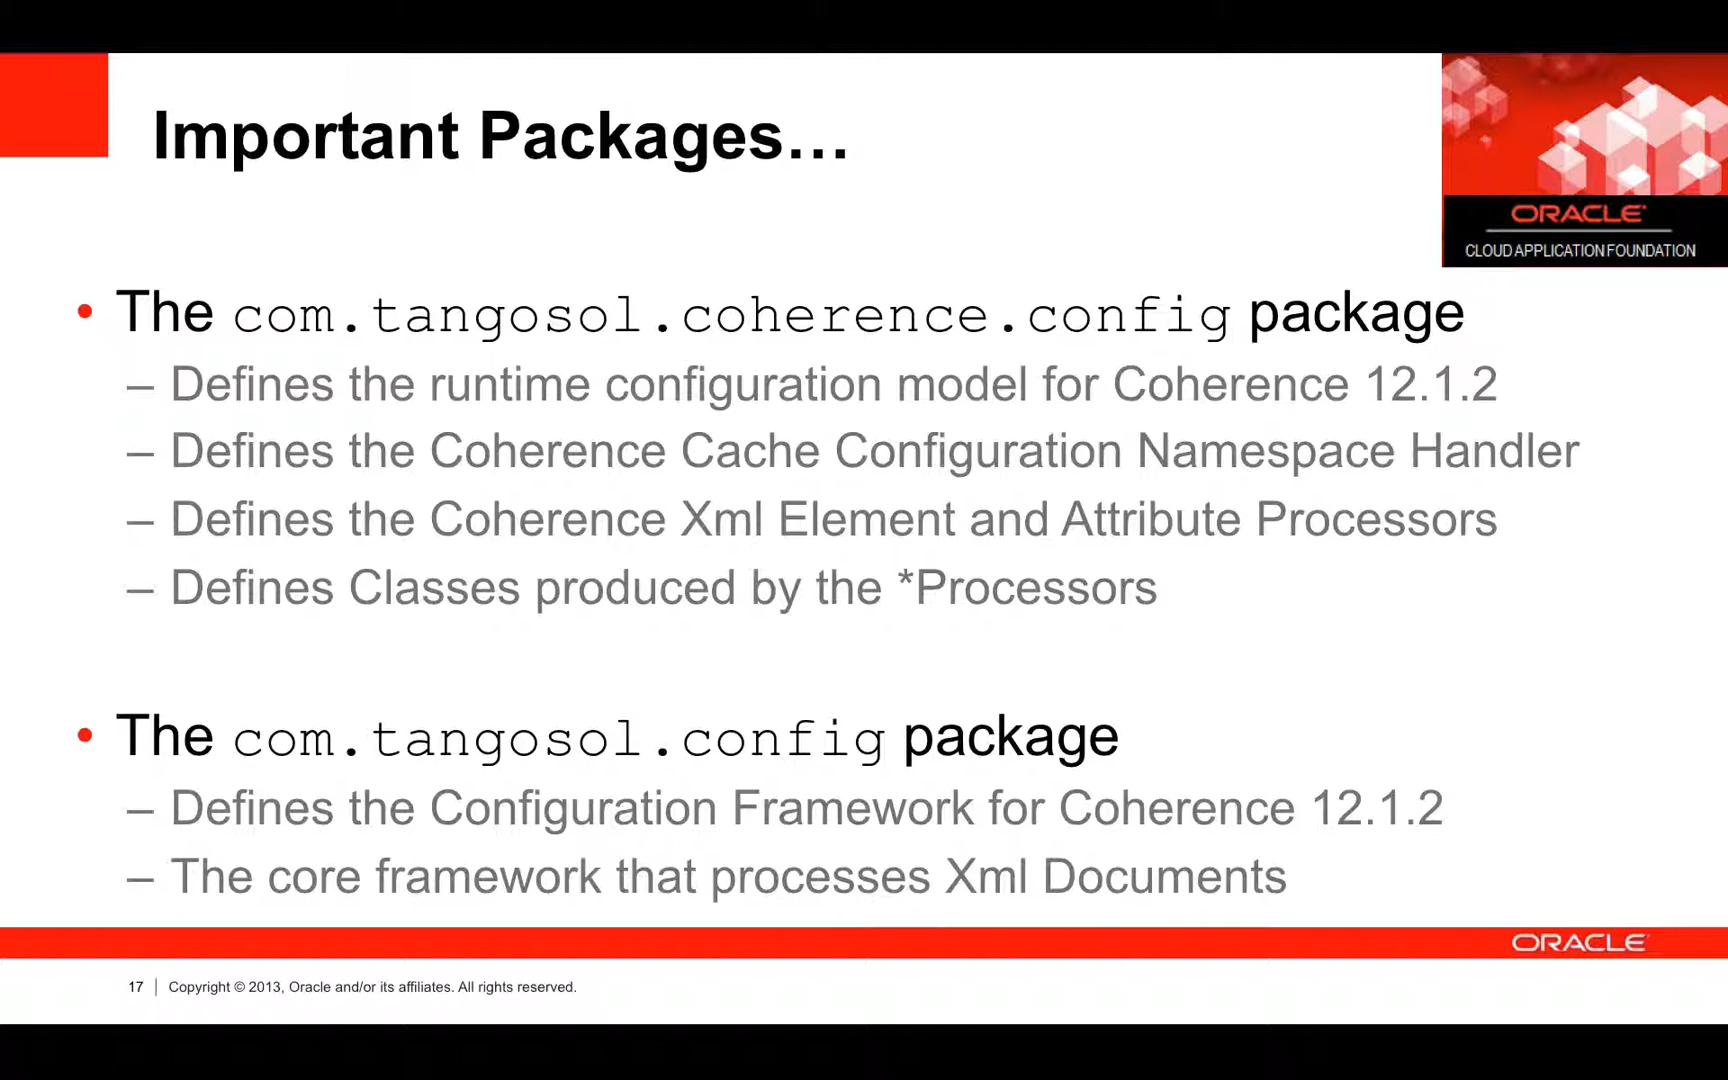 Important Packages…
ORACLE
CLOUD APPLICATION FOUNDATION
• The com.tangosol.coherence.config package
– Defines the runtime configuration model for Coherence 12.1.2
– Defines the Coherence Cache Configuration Namespace Handler
– Defines the Coherence Xml Element and Attribute Processors
– Defines Classes produced by the *Processors
• The com.tangosol.config package
– Defines the Configuration Framework for Coherence 12.1.2
– The core framework that processes Xml Documents
ORACLE
17 | Copyright © 2013, Oracle and/or its affiliates. All rights reserved.